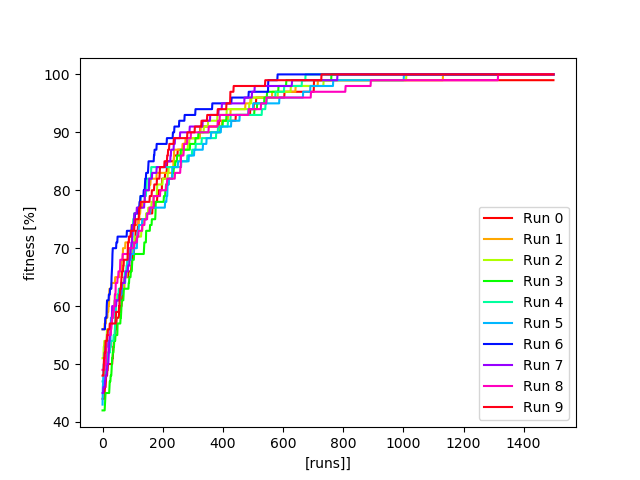 100
90
80
70
60
50
40
fitness [%]
0
200
400
600
800
1000
1200
1400
[runs]]
Run 0
Run 1
Run 2
Run 3
Run 4
Run 5
Run 6
Run 7
Run 8
Run 9